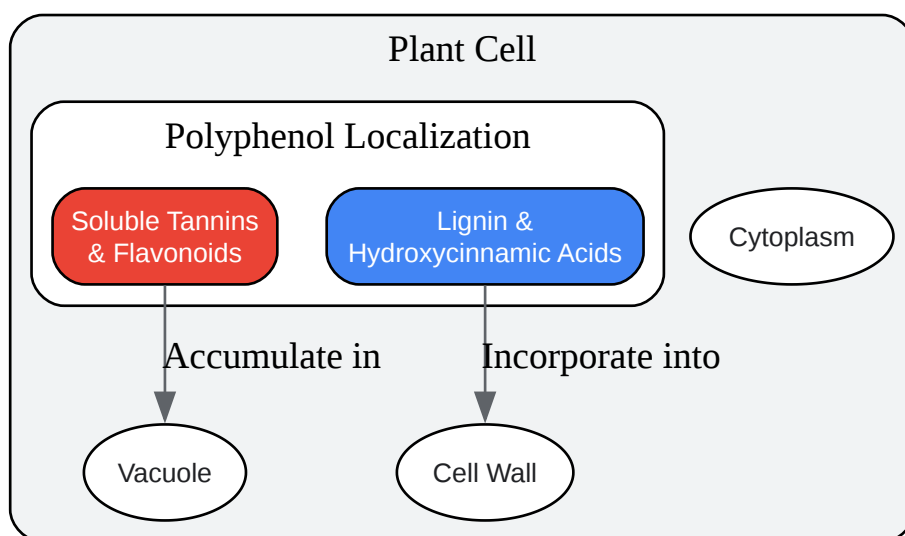 Plant Cell
Polyphenol Localization
Soluble Tannins
& Flavonoids
Lignin &
Hydroxycinnamic Acids
Cytoplasm
Accumulate in
Incorporate into
Vacuole
Cell Wall